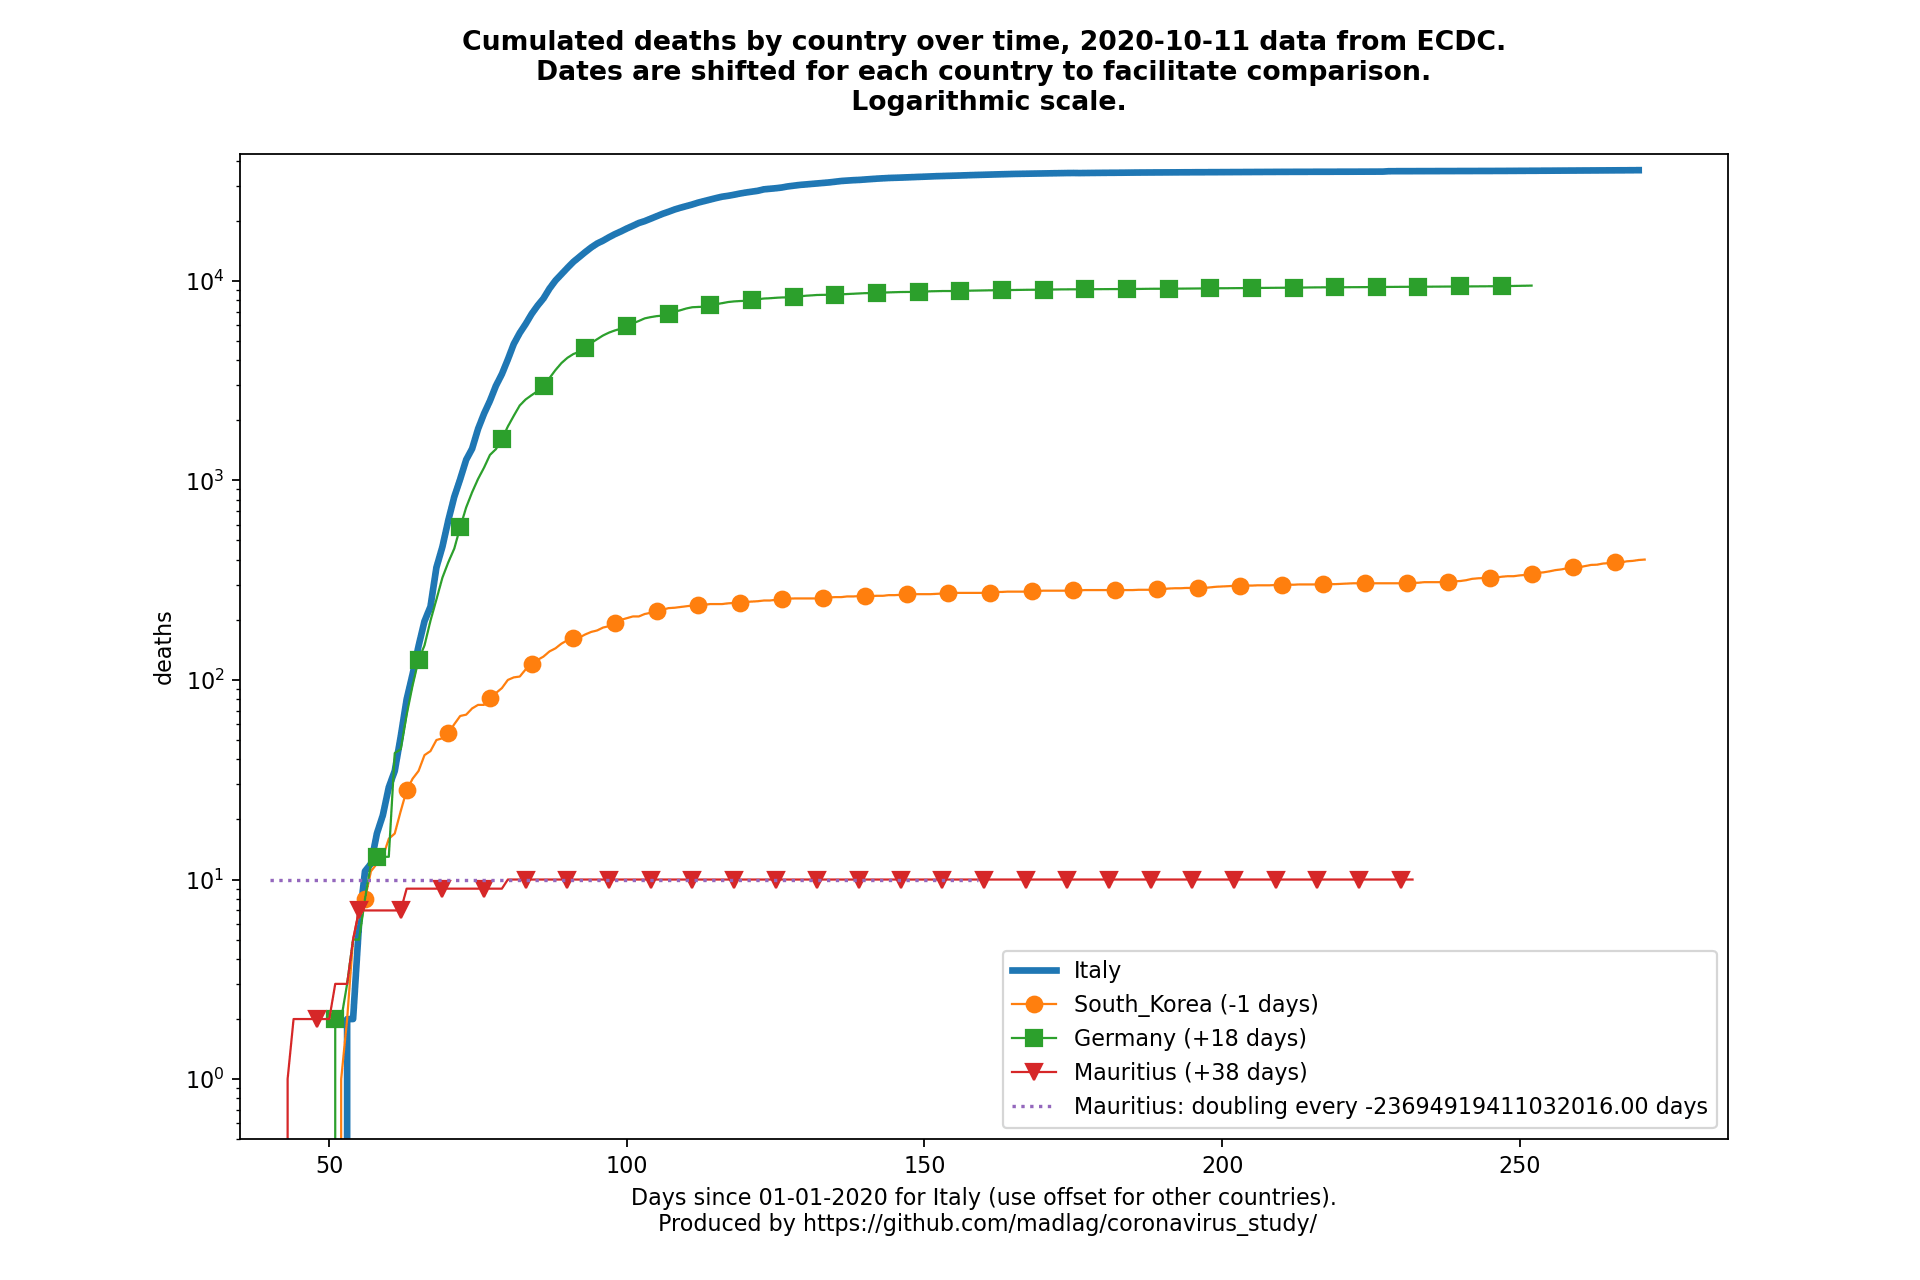 Cumulated deaths by country over time, 2020-10-11 data from ECDC.
Dates are shifted for each country to facilitate comparison.
Logarithmic scale.
deaths
10^4
10^3
10^2
10^1
10^0
Italy
South_Korea (-1 days)
Germany (+18 days)
Mauritius (+38 days)
Mauritius: doubling every -23694919411032016.00 days
50 100 150 200 250
Days since 01-01-2020 for Italy (use offset for other countries).
Produced by https://github.com/madlag/coronavirus_study/